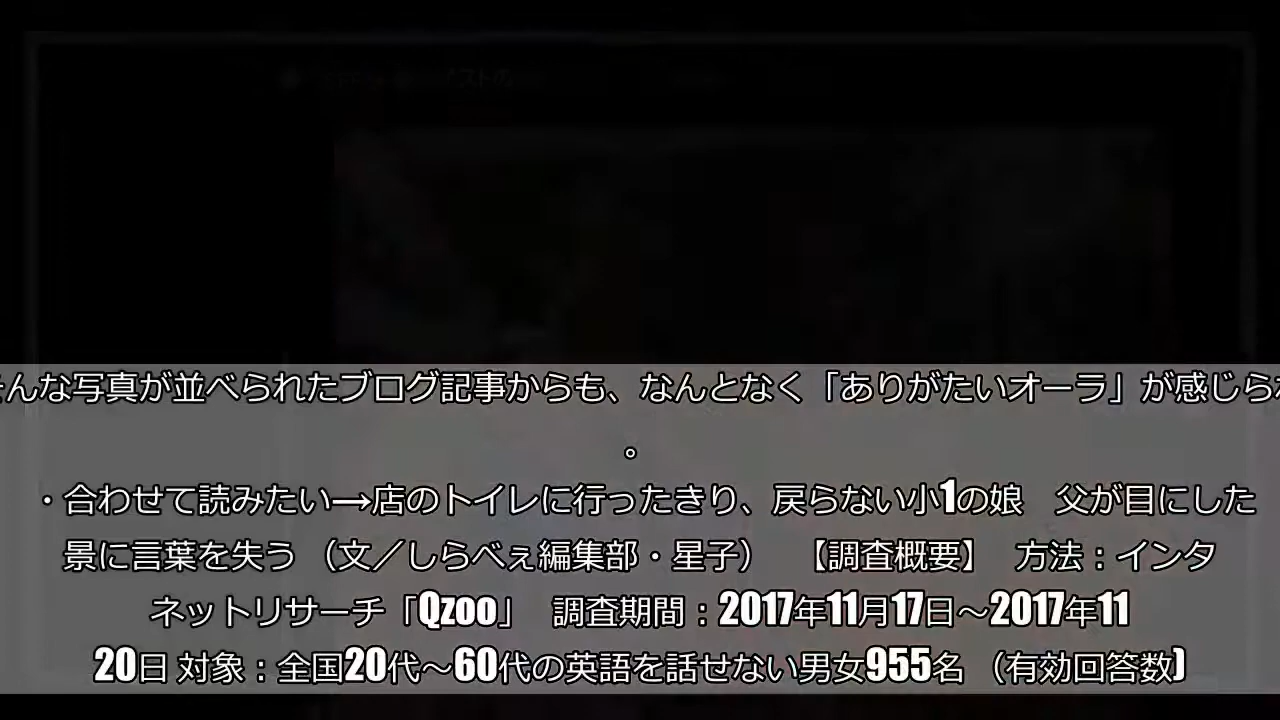 んな写真が並べられたブログ記事からも、なんとなく「ありがたいオーラ」が感じら
。
・合わせて読みたい→店のトイレに行ったきり、戻らない小1の娘　父が目にした
景に言葉を失う （文／しらべぇ編集部・星子） 【調査概要】 方法：インタ
ネットリサーチ「Qzoo」 調査期間：2017年11月17日～2017年11
20日 対象：全国20代～60代の英語を話せない男女955名 （有効回答数)